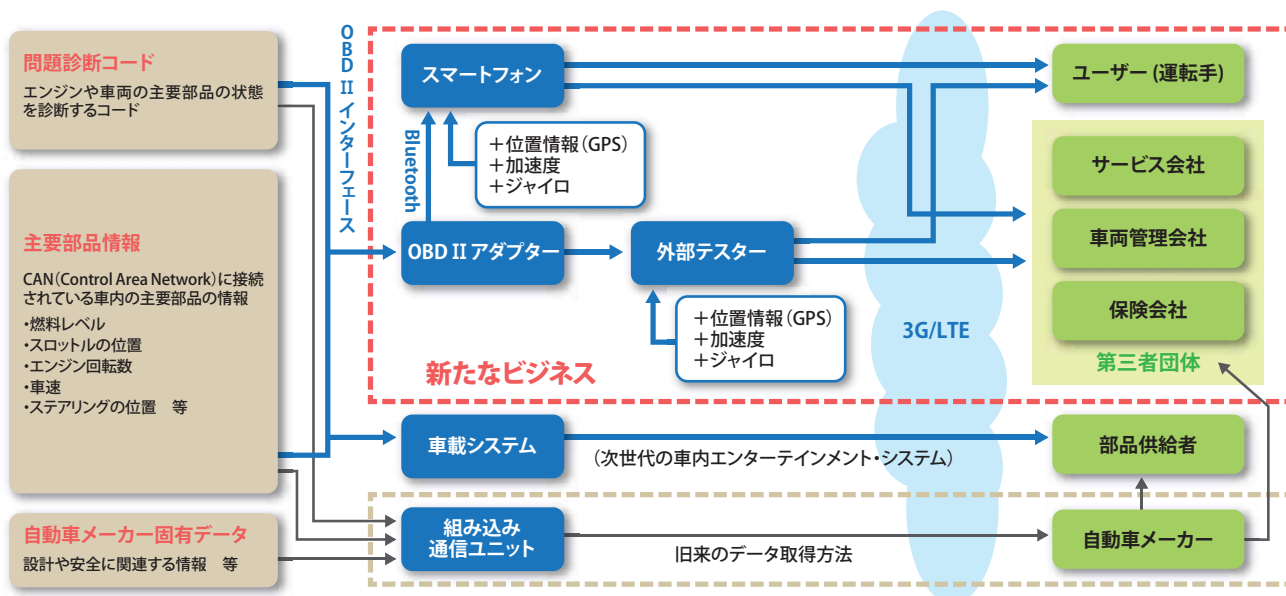 問題診断コード
エンジンや車両の主要部品の状態
を診断するコード
主要部品情報
CAN(Control Area Network)に接続
されている車内の主要部品の情報
・燃料レベル
・スロットルの位置
・エンジン回転数
・車速
・ステアリングの位置　等
自動車メーカー固有データ
設計や安全に関連する情報　等
OBD II インターフェース
スマートフォン
Bluetooth
＋位置情報(GPS)
＋加速度
＋ジャイロ
OBD II アダプター
外部テスター
＋位置情報(GPS)
＋加速度
＋ジャイロ
新たなビジネス
3G/LTE
車載システム
(次世代の車内エンターテインメント・システム)
組み込み
通信ユニット
旧来のデータ取得方法
ユーザー (運転手)
サービス会社
車両管理会社
保険会社
第三者団体
部品供給者
自動車メーカー